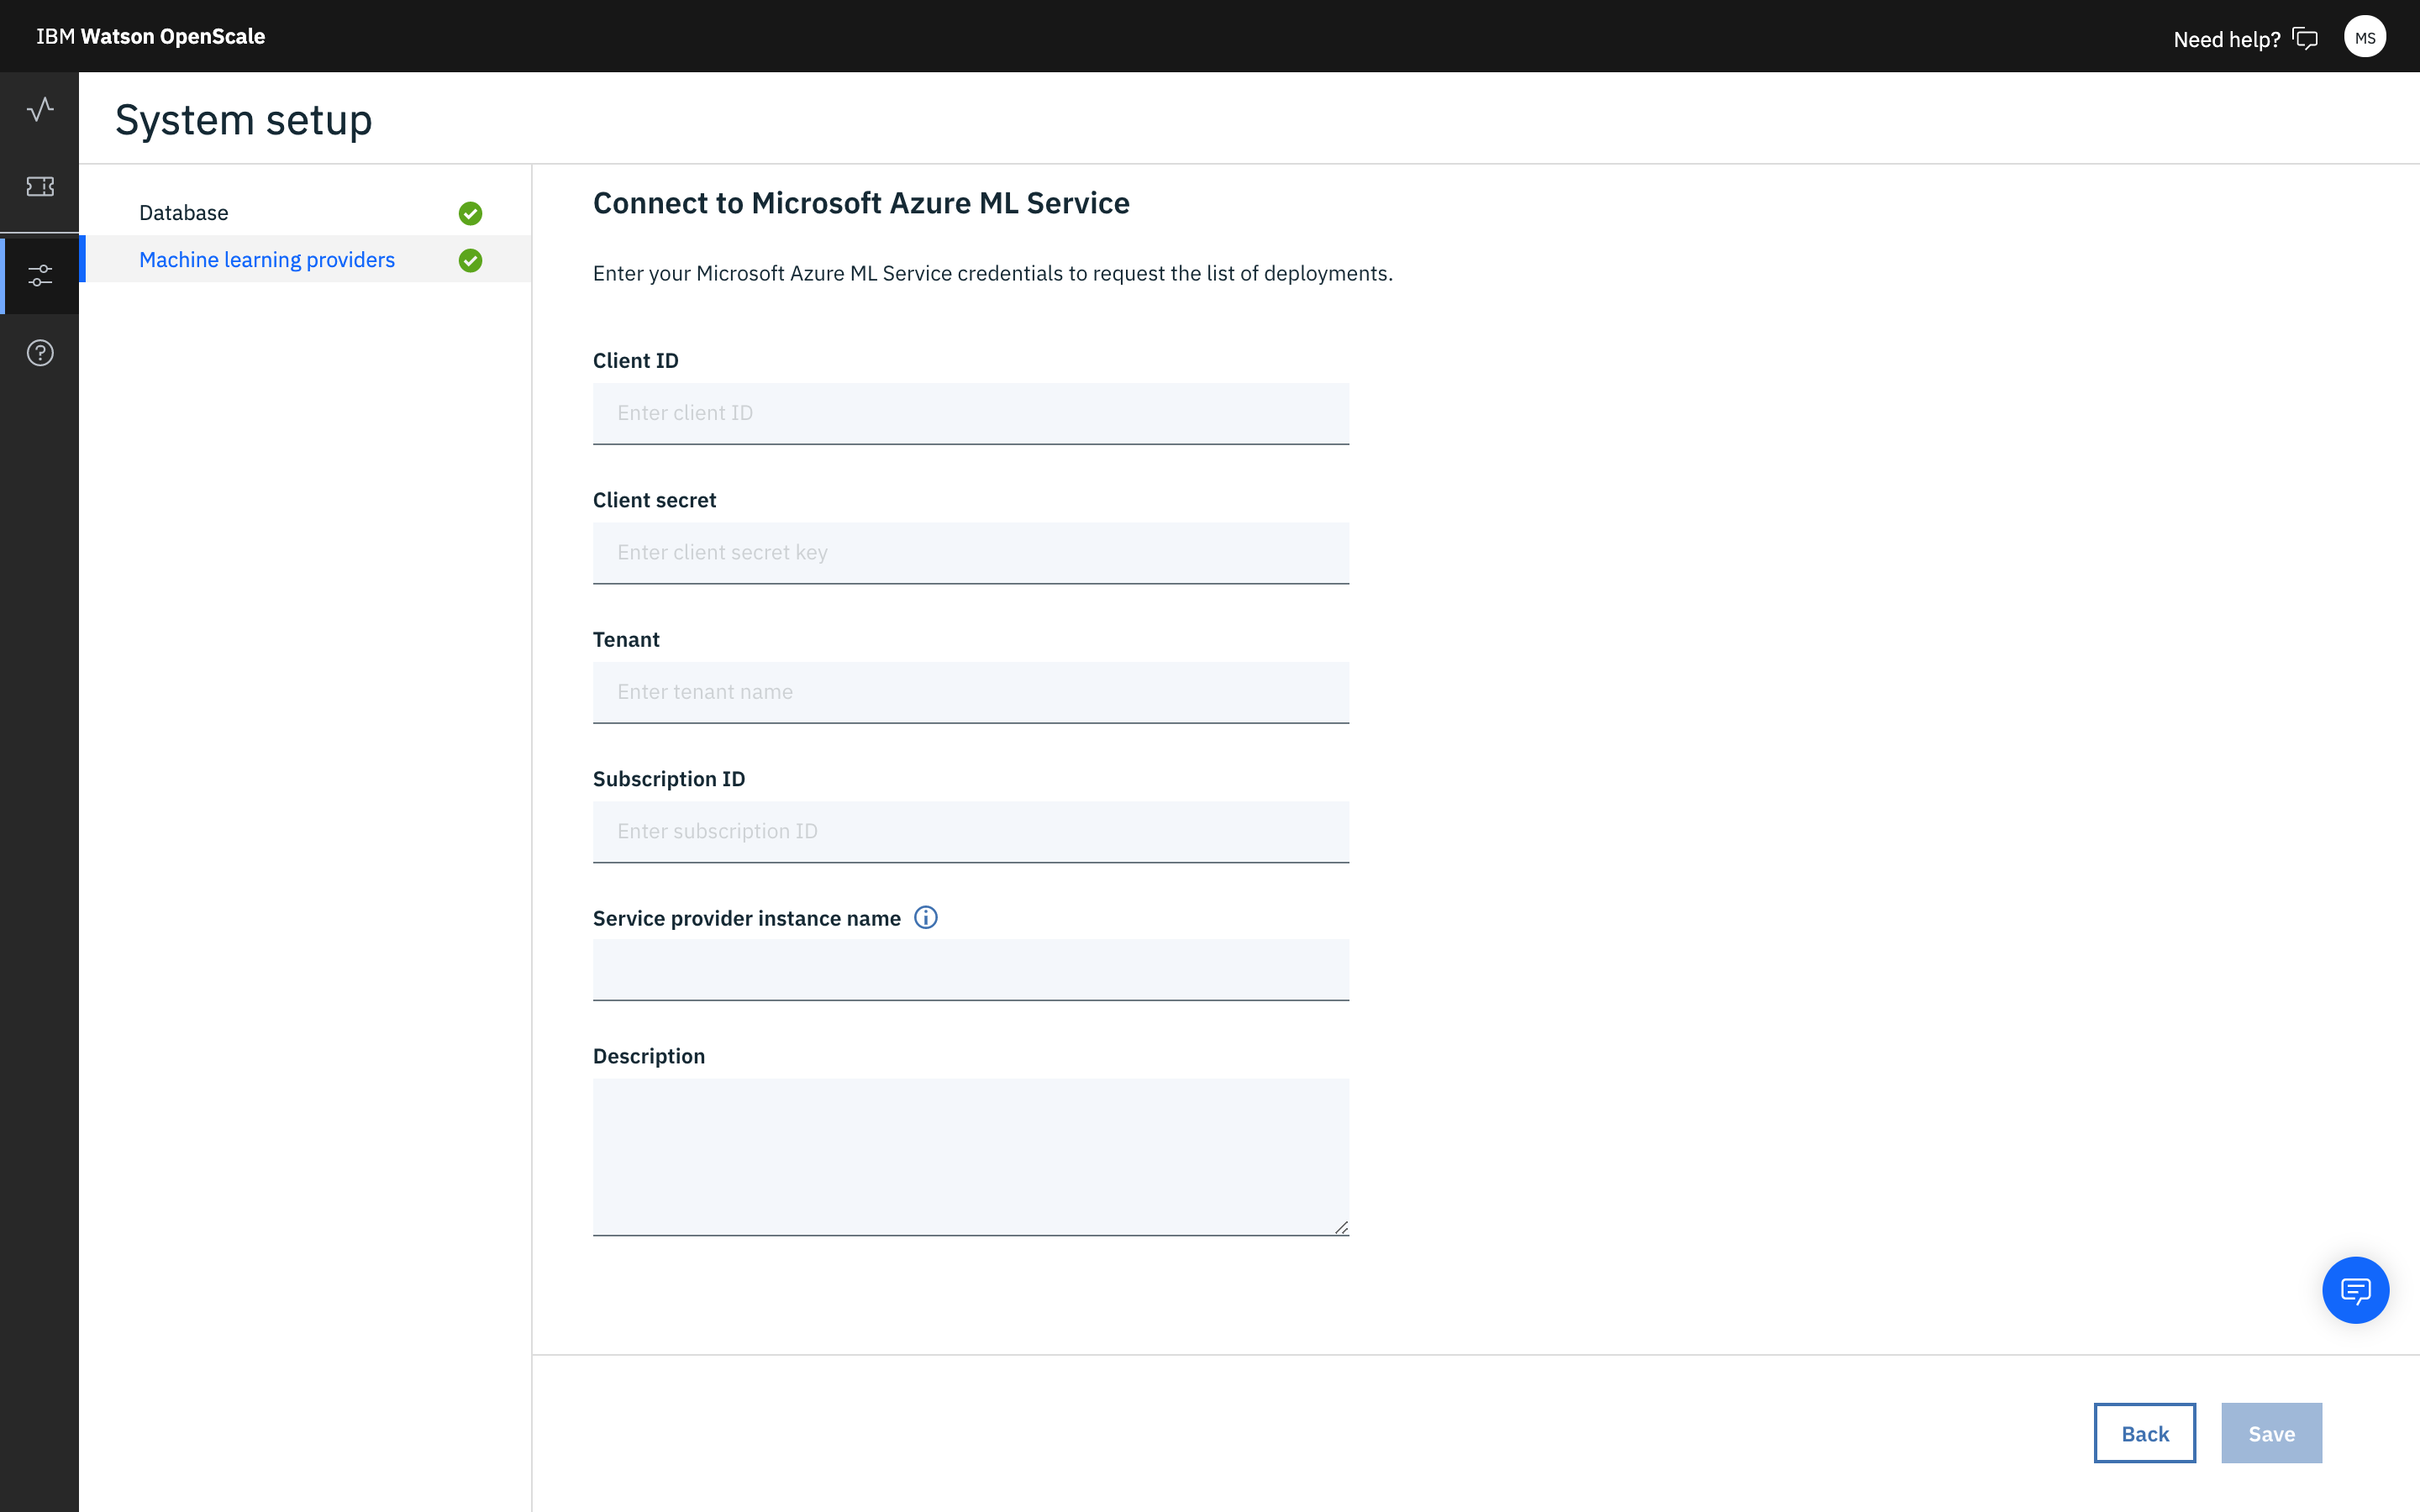 IBM Watson OpenScale
Need help?
MS
System setup
Database
Machine learning providers
Connect to Microsoft Azure ML Service
Enter your Microsoft Azure ML Service credentials to request the list of deployments.
Client ID
Enter client ID
Client secret
Enter client secret key
Tenant
Enter tenant name
Subscription ID
Enter subscription ID
Service provider instance name
Description
Back
Save